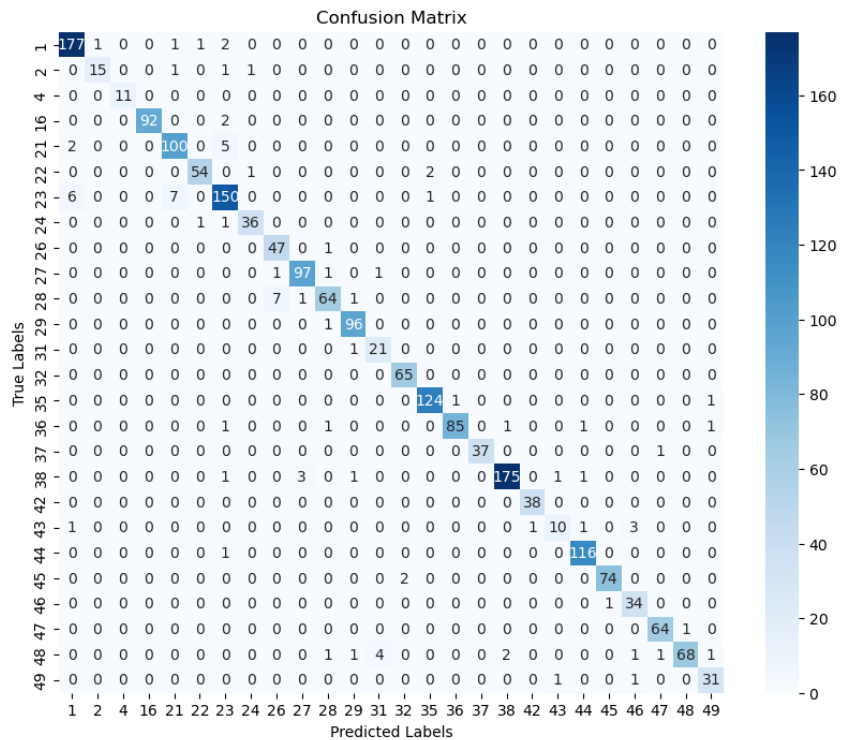 Confusion Matrix
1 177 1 0 0 1 1 2 0 0 0 0 0 0 0 0 0 0 0 0 0 0 0 0 0 0 0
2 0 15 0 0 1 0 1 1 0 0 0 0 0 0 0 0 0 0 0 0 0 0 0 0 0 0
4 0 0 11 0 0 0 0 0 0 0 0 0 0 0 0 0 0 0 0 0 0 0 0 0 0 0
16 0 0 0 92 0 0 2 0 0 0 0 0 0 0 0 0 0 0 0 0 0 0 0 0 0 0
21 2 0 0 0 100 0 5 0 0 0 0 0 0 0 0 0 0 0 0 0 0 0 0 0 0 0
22 0 0 0 0 0 54 0 1 0 0 0 0 0 0 2 0 0 0 0 0 0 0 0 0 0 0
23 6 0 0 0 7 0 150 0 0 0 0 0 0 0 1 0 0 0 0 0 0 0 0 0 0 0
24 0 0 0 0 0 1 1 36 0 0 0 0 0 0 0 0 0 0 0 0 0 0 0 0 0 0
26 0 0 0 0 0 0 0 0 47 0 1 0 0 0 0 0 0 0 0 0 0 0 0 0 0 0
27 0 0 0 0 0 0 0 0 1 97 1 0 1 0 0 0 0 0 0 0 0 0 0 0 0 0
28 0 0 0 0 0 0 0 0 7 1 64 1 0 0 0 0 0 0 0 0 0 0 0 0 0 0
29 0 0 0 0 0 0 0 0 0 0 1 96 0 0 0 0 0 0 0 0 0 0 0 0 0 0
31 0 0 0 0 0 0 0 0 0 0 0 1 21 0 0 0 0 0 0 0 0 0 0 0 0 0
32 0 0 0 0 0 0 0 0 0 0 0 0 0 65 0 0 0 0 0 0 0 0 0 0 0 0
35 0 0 0 0 0 0 0 0 0 0 0 0 0 0 124 1 0 0 0 0 0 0 0 0 0 1
36 0 0 0 0 0 0 1 0 0 0 1 0 0 0 0 85 0 1 0 0 1 0 0 0 0 1
37 0 0 0 0 0 0 0 0 0 0 0 0 0 0 0 0 37 0 0 0 0 0 0 1 0 0
38 0 0 0 0 0 0 1 0 0 3 0 1 0 0 0 0 0 175 0 1 1 0 0 0 0 0
42 0 0 0 0 0 0 0 0 0 0 0 0 0 0 0 0 0 0 38 0 0 0 0 0 0 0
43 1 0 0 0 0 0 0 0 0 0 0 0 0 0 0 0 0 0 1 10 1 0 3 0 0 0
44 0 0 0 0 0 0 1 0 0 0 0 0 0 0 0 0 0 0 0 0 116 0 0 0 0 0
45 0 0 0 0 0 0 0 0 0 0 0 0 0 2 0 0 0 0 0 0 0 74 0 0 0 0
46 0 0 0 0 0 0 0 0 0 0 0 0 0 0 0 0 0 0 0 0 0 1 34 0 0 0
47 0 0 0 0 0 0 0 0 0 0 0 0 0 0 0 0 0 0 0 0 0 0 0 64 1 0
48 0 0 0 0 0 0 0 0 0 0 1 1 4 0 0 0 0 2 0 0 0 0 1 1 68 1
49 0 0 0 0 0 0 0 0 0 0 0 0 0 0 0 0 0 0 0 1 0 0 1 0 0 31
1 2 4 16 21 22 23 24 26 27 28 29 31 32 35 36 37 38 42 43 44 45 46 47 48 49
Predicted Labels
True Labels
160
140
120
100
80
60
40
20
0